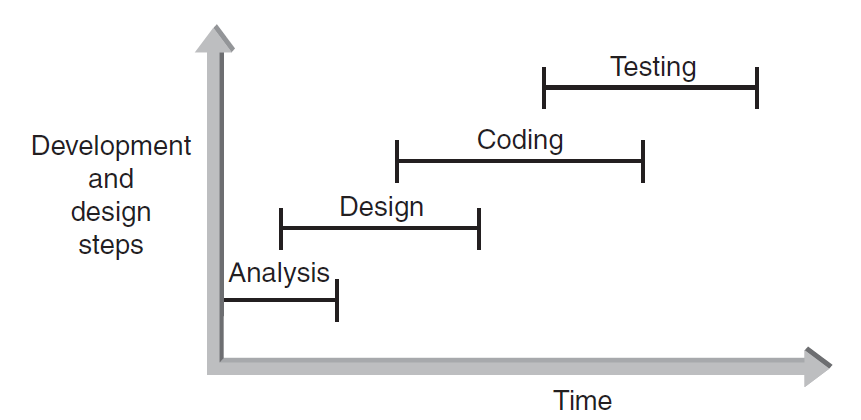 Testing
Coding
Development
and
design
steps
Design
Analysis
Time